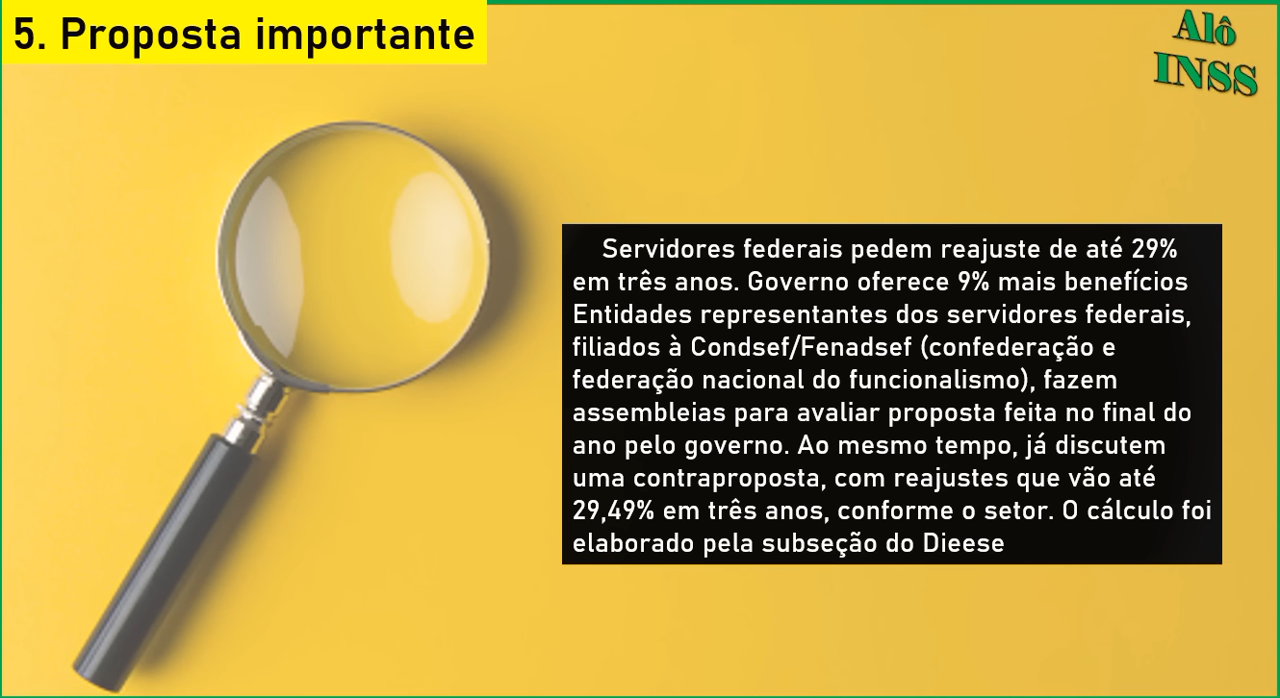 5. Proposta importante
Alô
INSS
Servidores federais pedem reajuste de até 29%
em três anos. Governo oferece 9% mais benefícios
Entidades representantes dos servidores federais,
filiados à Condsef/Fenadsef (confederação e
federação nacional do funcionalismo), fazem
assembleias para avaliar proposta feita no final do
ano pelo governo. Ao mesmo tempo, já discutem
uma contraproposta, com reajustes que vão até
29,49% em três anos, conforme o setor. O cálculo foi
elaborado pela subseção do Dieese